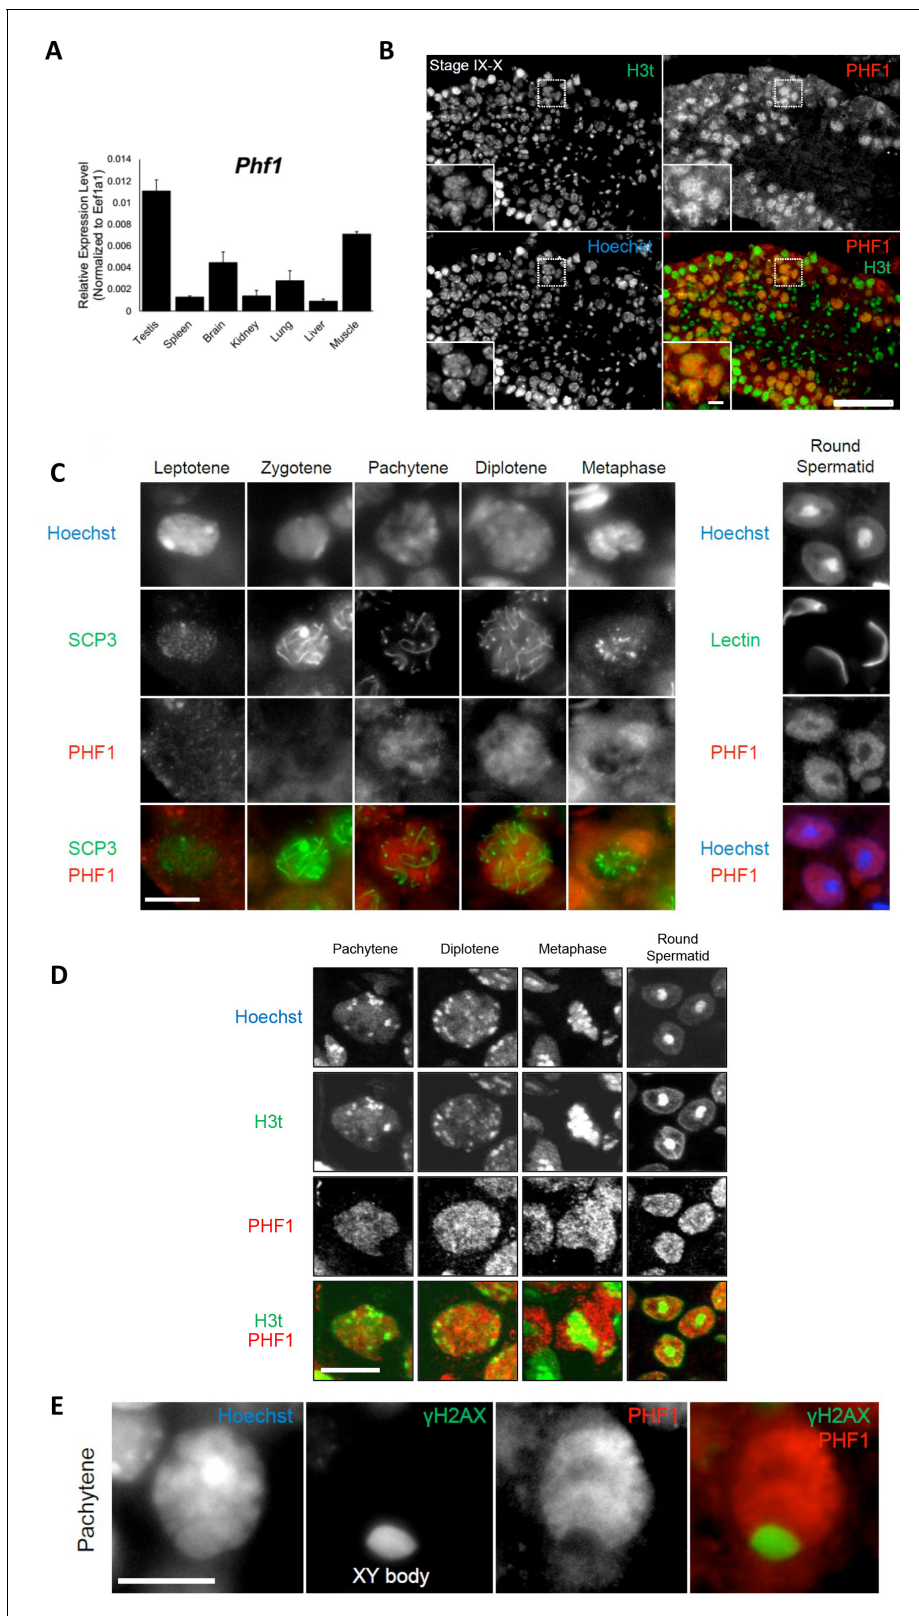 A
Phf1
Relative Expression Level
(Normalized to Eef1a1)
0.014
0.012
0.01
0.008
0.006
0.004
0.002
0
Testis
Spleen
Brain
Kidney
Lung
Liver
Muscle
B
Stage IX-X
H3t
PHF1
Hoechst
PHF1
H3t
C
Leptotene
Zygotene
Pachytene
Diplotene
Metaphase
Round
Spermatid
Hoechst
SCP3
PHF1
SCP3
PHF1
Hoechst
Lectin
PHF1
Hoechst
PHF1
D
Pachytene
Diplotene
Metaphase
Round
Spermatid
Hoechst
H3t
PHF1
H3t
PHF1
E
Pachytene
Hoechst
γH2AX
XY body
PHF1
γH2AX
PHF1